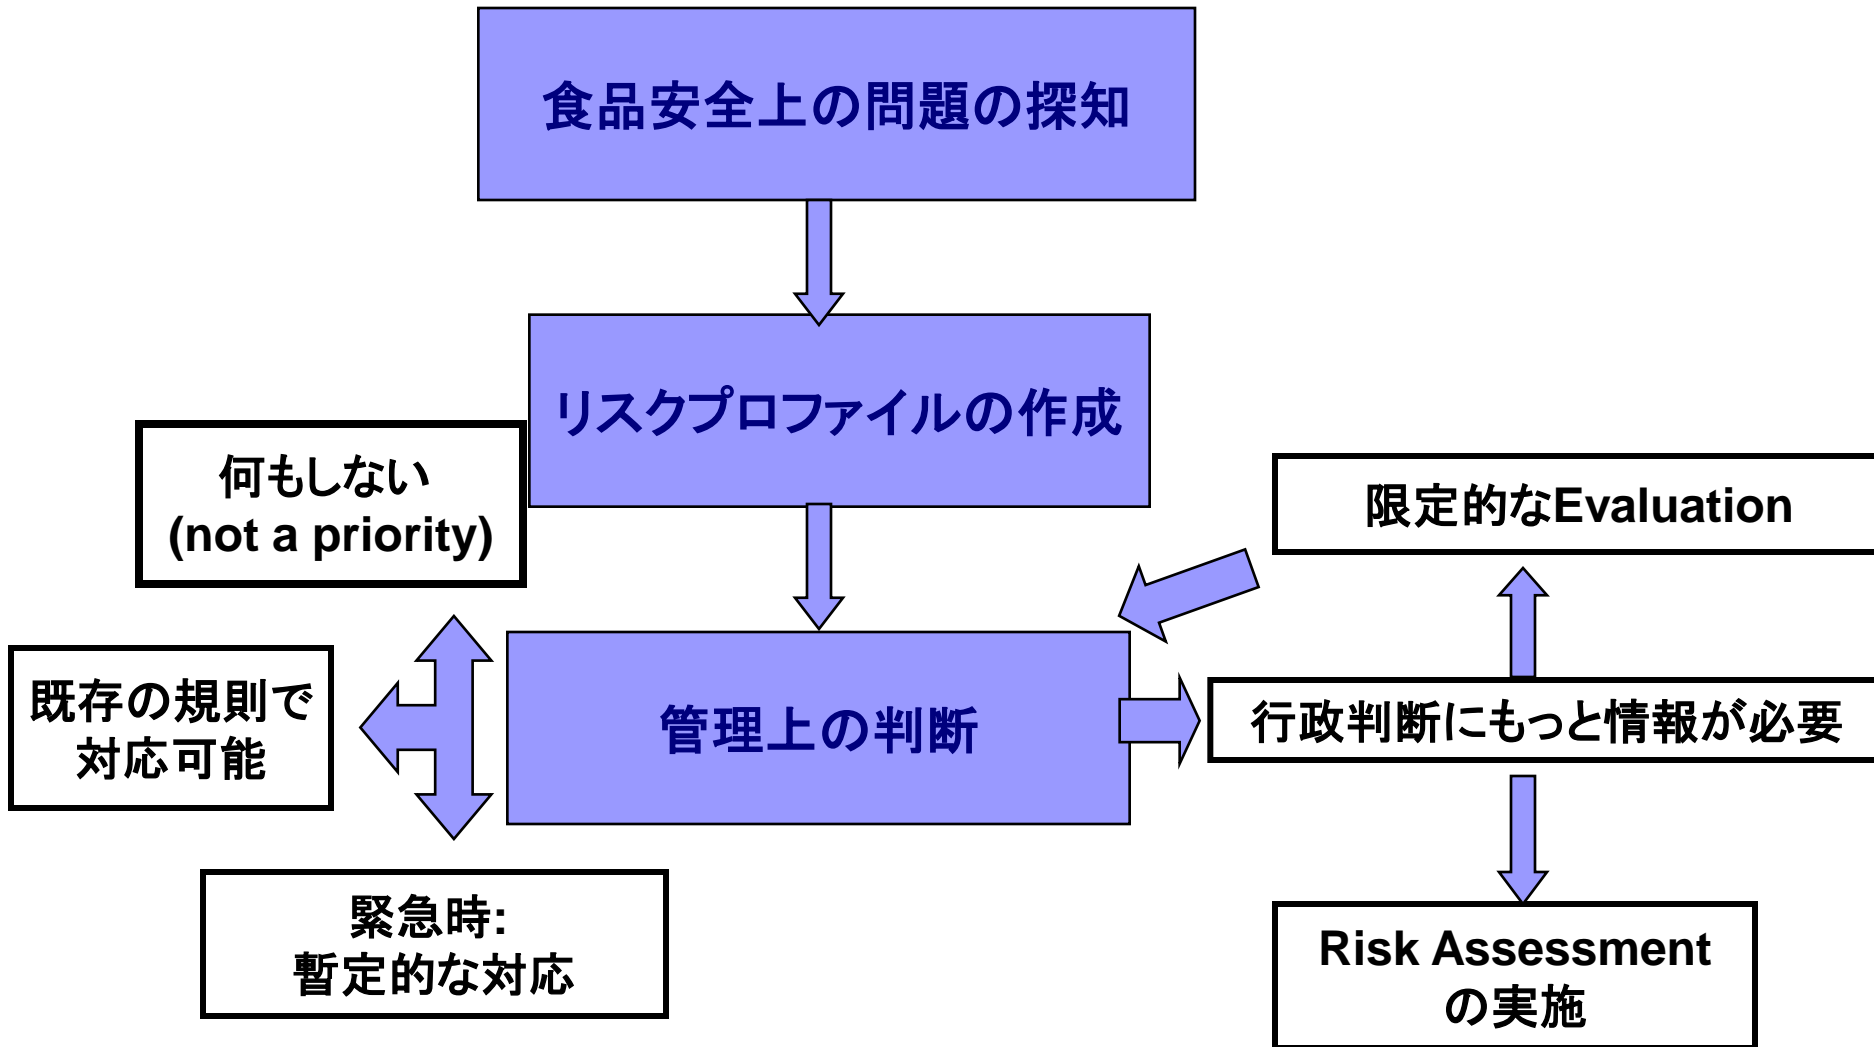 食品安全上の問題の探知
リスクプロファイルの作成
何もしない
(not a priority)
限定的なEvaluation
既存の規則で
対応可能
管理上の判断
行政判断にもっと情報が必要
緊急時:
暫定的な対応
Risk Assessment
の実施